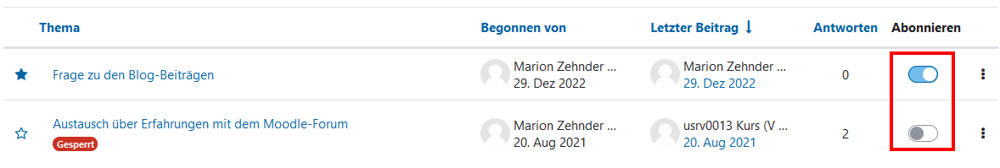 Thema Begonnen von Letzter Beitrag ↓ Antworten Abonnieren
Frage zu den Blog-Beiträgen Marion Zehnder ... Marion Zehnder ... 0
29. Dez 2022 29. Dez 2022
Austausch über Erfahrungen mit dem Moodle-Forum Marion Zehnder ... usrv0013 Kurs (V ... 2
Gesperrt 20. Aug 2021 20. Aug 2021